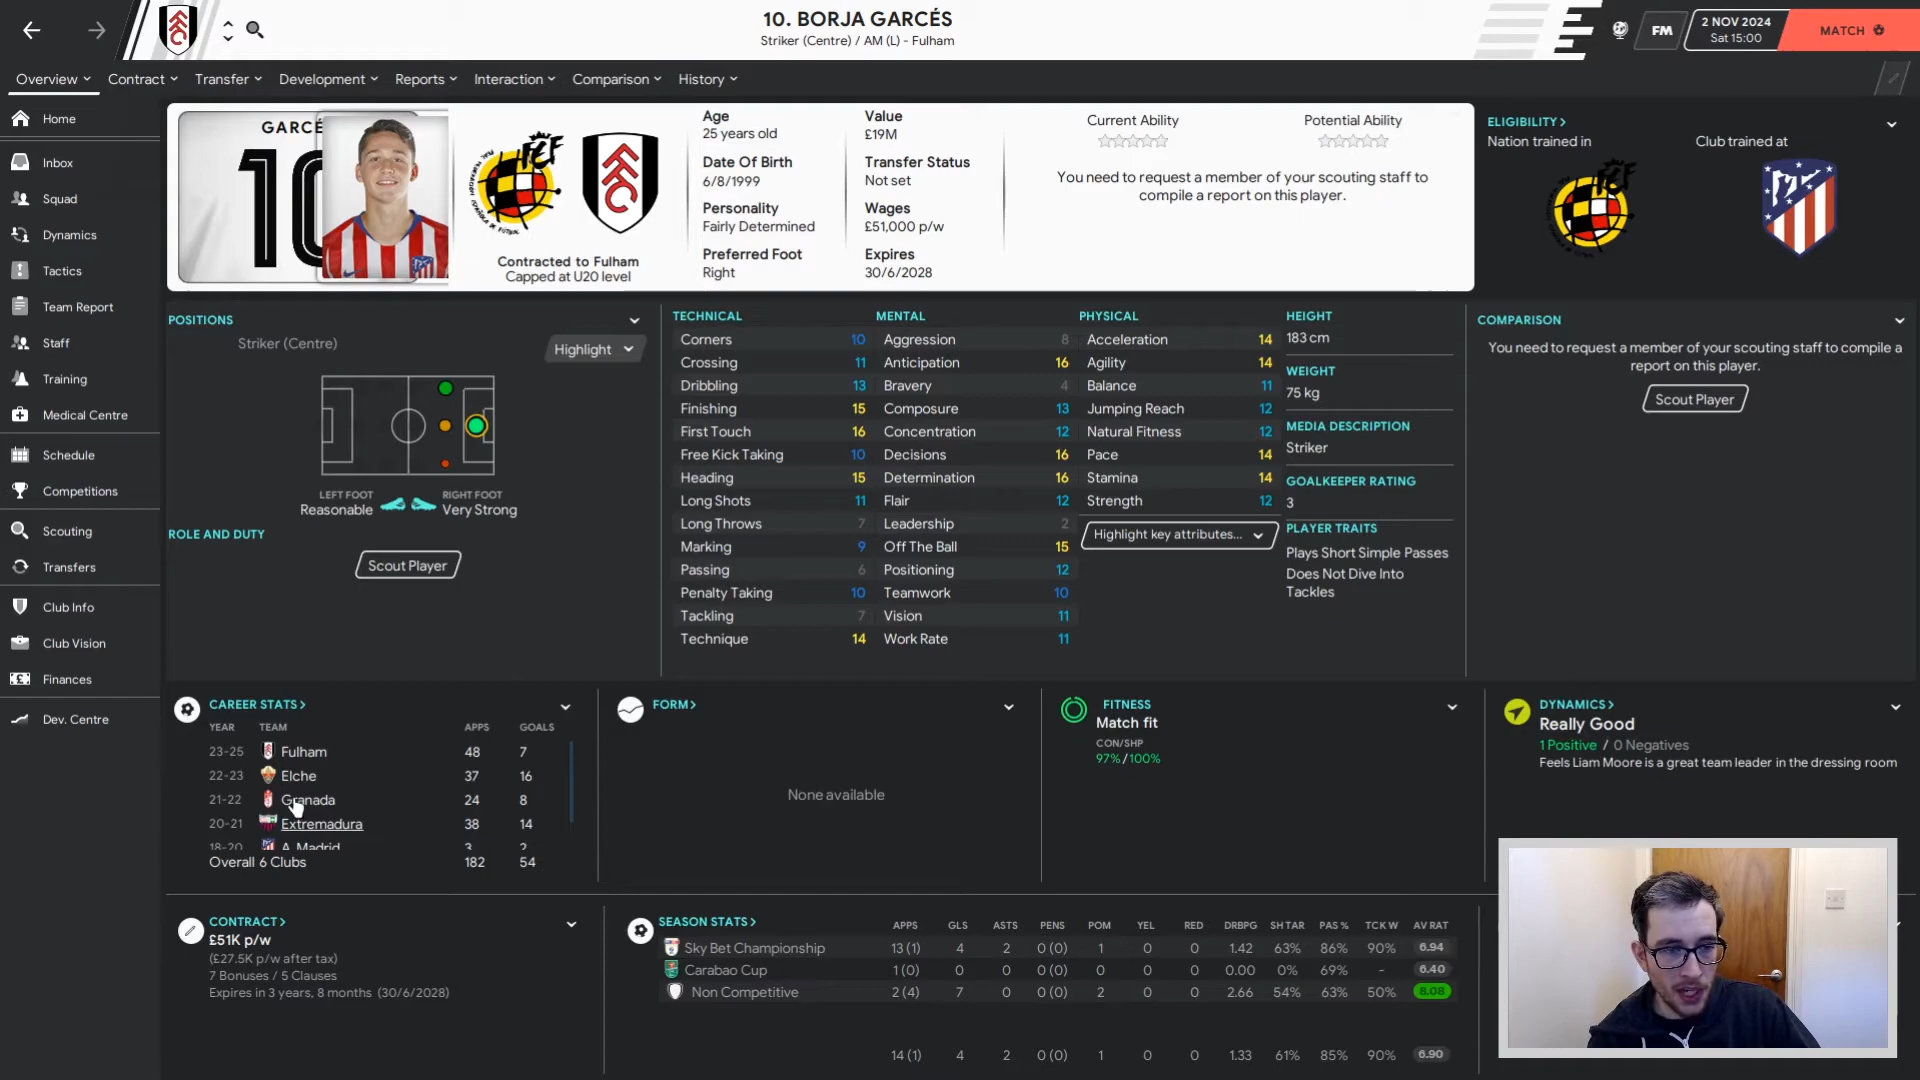 10. BORJA GARCÉS
Striker (Centre) / AM (L) - Fulham
FM
2 NOV 2024
Sat 15:00
MATCH
Overview
Contract
Transfer
Development
Reports
Interaction
Comparison
History
Home
Inbox
Squad
Dynamics
Tactics
Team Report
Staff
Training
Medical Centre
Schedule
Competitions
Scouting
Transfers
Club Info
Club Vision
Finances
Dev. Centre
GARCÉ
10
Contracted to Fulham
Capped at U20 level
Age
25 years old
Date Of Birth
6/8/1999
Personality
Fairly Determined
Preferred Foot
Right
Value
£19M
Transfer Status
Not set
Wages
£51,000 p/w
Expires
30/6/2028
Current Ability
Potential Ability
You need to request a member of your scouting staff to
compile a report on this player.
ELIGIBILITY >
Nation trained in
Club trained at
POSITIONS
Striker (Centre)
Highlight
LEFT FOOT
Reasonable
RIGHT FOOT
Very Strong
ROLE AND DUTY
Scout Player
TECHNICAL
Corners 10
Crossing 11
Dribbling 13
Finishing 15
First Touch 16
Free Kick Taking 10
Heading 15
Long Shots 11
Long Throws 7
Marking 9
Passing 6
Penalty Taking 10
Tackling 7
Technique 14
MENTAL
Aggression 8
Anticipation 16
Bravery 4
Composure 13
Concentration 12
Decisions 16
Determination 16
Flair 12
Leadership 2
Off The Ball 15
Positioning 12
Teamwork 10
Vision 11
Work Rate 11
PHYSICAL
Acceleration 14
Agility 14
Balance 11
Jumping Reach 12
Natural Fitness 12
Pace 14
Stamina 14
Strength 12
Highlight key attributes...
HEIGHT
183 cm
WEIGHT
75 kg
MEDIA DESCRIPTION
Striker
GOALKEEPER RATING
3
PLAYER TRAITS
Plays Short Simple Passes
Does Not Dive Into
Tackles
COMPARISON
You need to request a member of your scouting staff to compile a
report on this player.
Scout Player
CAREER STATS >
YEAR TEAM APPS GOALS
23-25 Fulham 48 7
22-23 Elche 37 16
21-22 Granada 24 8
20-21 Extremadura 38 14
18-20 A. Madrid 3 2
Overall 6 Clubs 182 54
FORM >
None available
FITNESS
Match fit
CON/SHP
97% / 100%
DYNAMICS >
Really Good
1 Positive / 0 Negatives
Feels Liam Moore is a great team leader in the dressing room
CONTRACT >
£51K p/w
(£27.5K p/w after tax)
7 Bonuses / 5 Clauses
Expires in 3 years, 8 months (30/6/2028)
SEASON STATS > APPS GLS ASTS PENS POM YEL RED DRBPG SH TAR PAS % TCK W AV RAT
Sky Bet Championship 13 (1) 4 2 0 (0) 1 0 0 1.42 63% 86% 90% 6.94
Carabao Cup 1 (0) 0 0 0 (0) 0 0 0 0.00 0% 69% - 6.40
Non Competitive 2 (4) 7 0 0 (0) 2 0 0 2.66 54% 63% 50% 8.08
14 (1) 4 2 0 (0) 1 0 0 1.33 61% 85% 90% 6.90